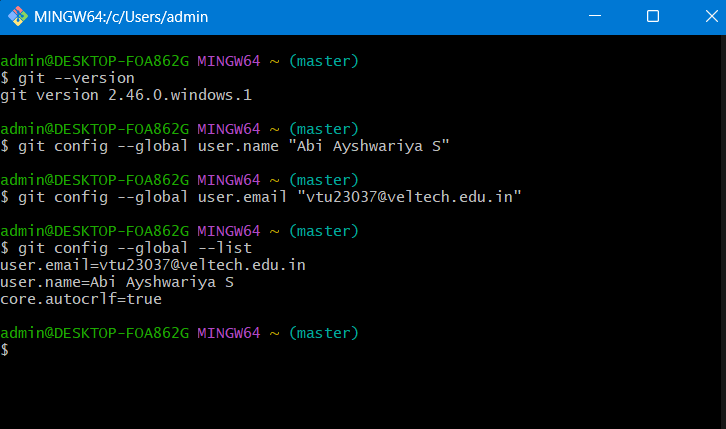 MINGW64:/c/Users/admin
admin@DESKTOP-FOA862G MINGW64 ~ (master)
$ git --version
git version 2.46.0.windows.1
admin@DESKTOP-FOA862G MINGW64 ~ (master)
$ git config --global user.name "Abi Ayshwariya S"
admin@DESKTOP-FOA862G MINGW64 ~ (master)
$ git config --global user.email "vtu23037@veltech.edu.in"
admin@DESKTOP-FOA862G MINGW64 ~ (master)
$ git config --global --list
user.email=vtu23037@veltech.edu.in
user.name=Abi Ayshwariya S
core.autocrlf=true
admin@DESKTOP-FOA862G MINGW64 ~ (master)
$